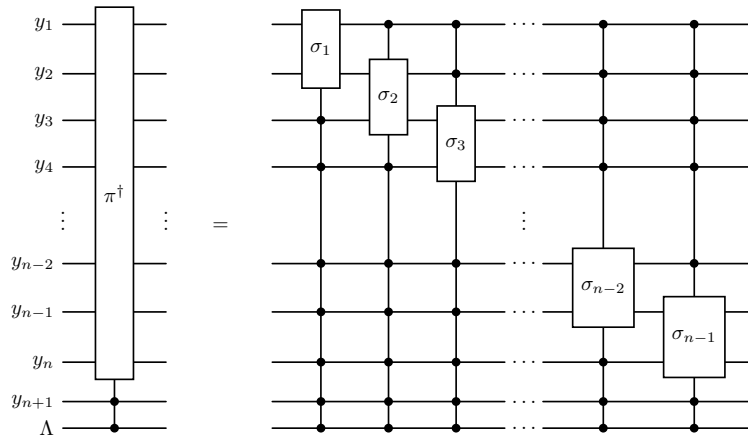 y₁ σ₁ ⋯
y₂ σ₂ ⋯
y₃ σ₃ ⋯
y₄ ⋯
π†
⋮ ⋮ = ⋮
yₙ₋₂ σₙ₋₂ ⋯
yₙ₋₁ σₙ₋₁ ⋯
yₙ ⋯
yₙ₊₁ ⋯
Λ ⋯